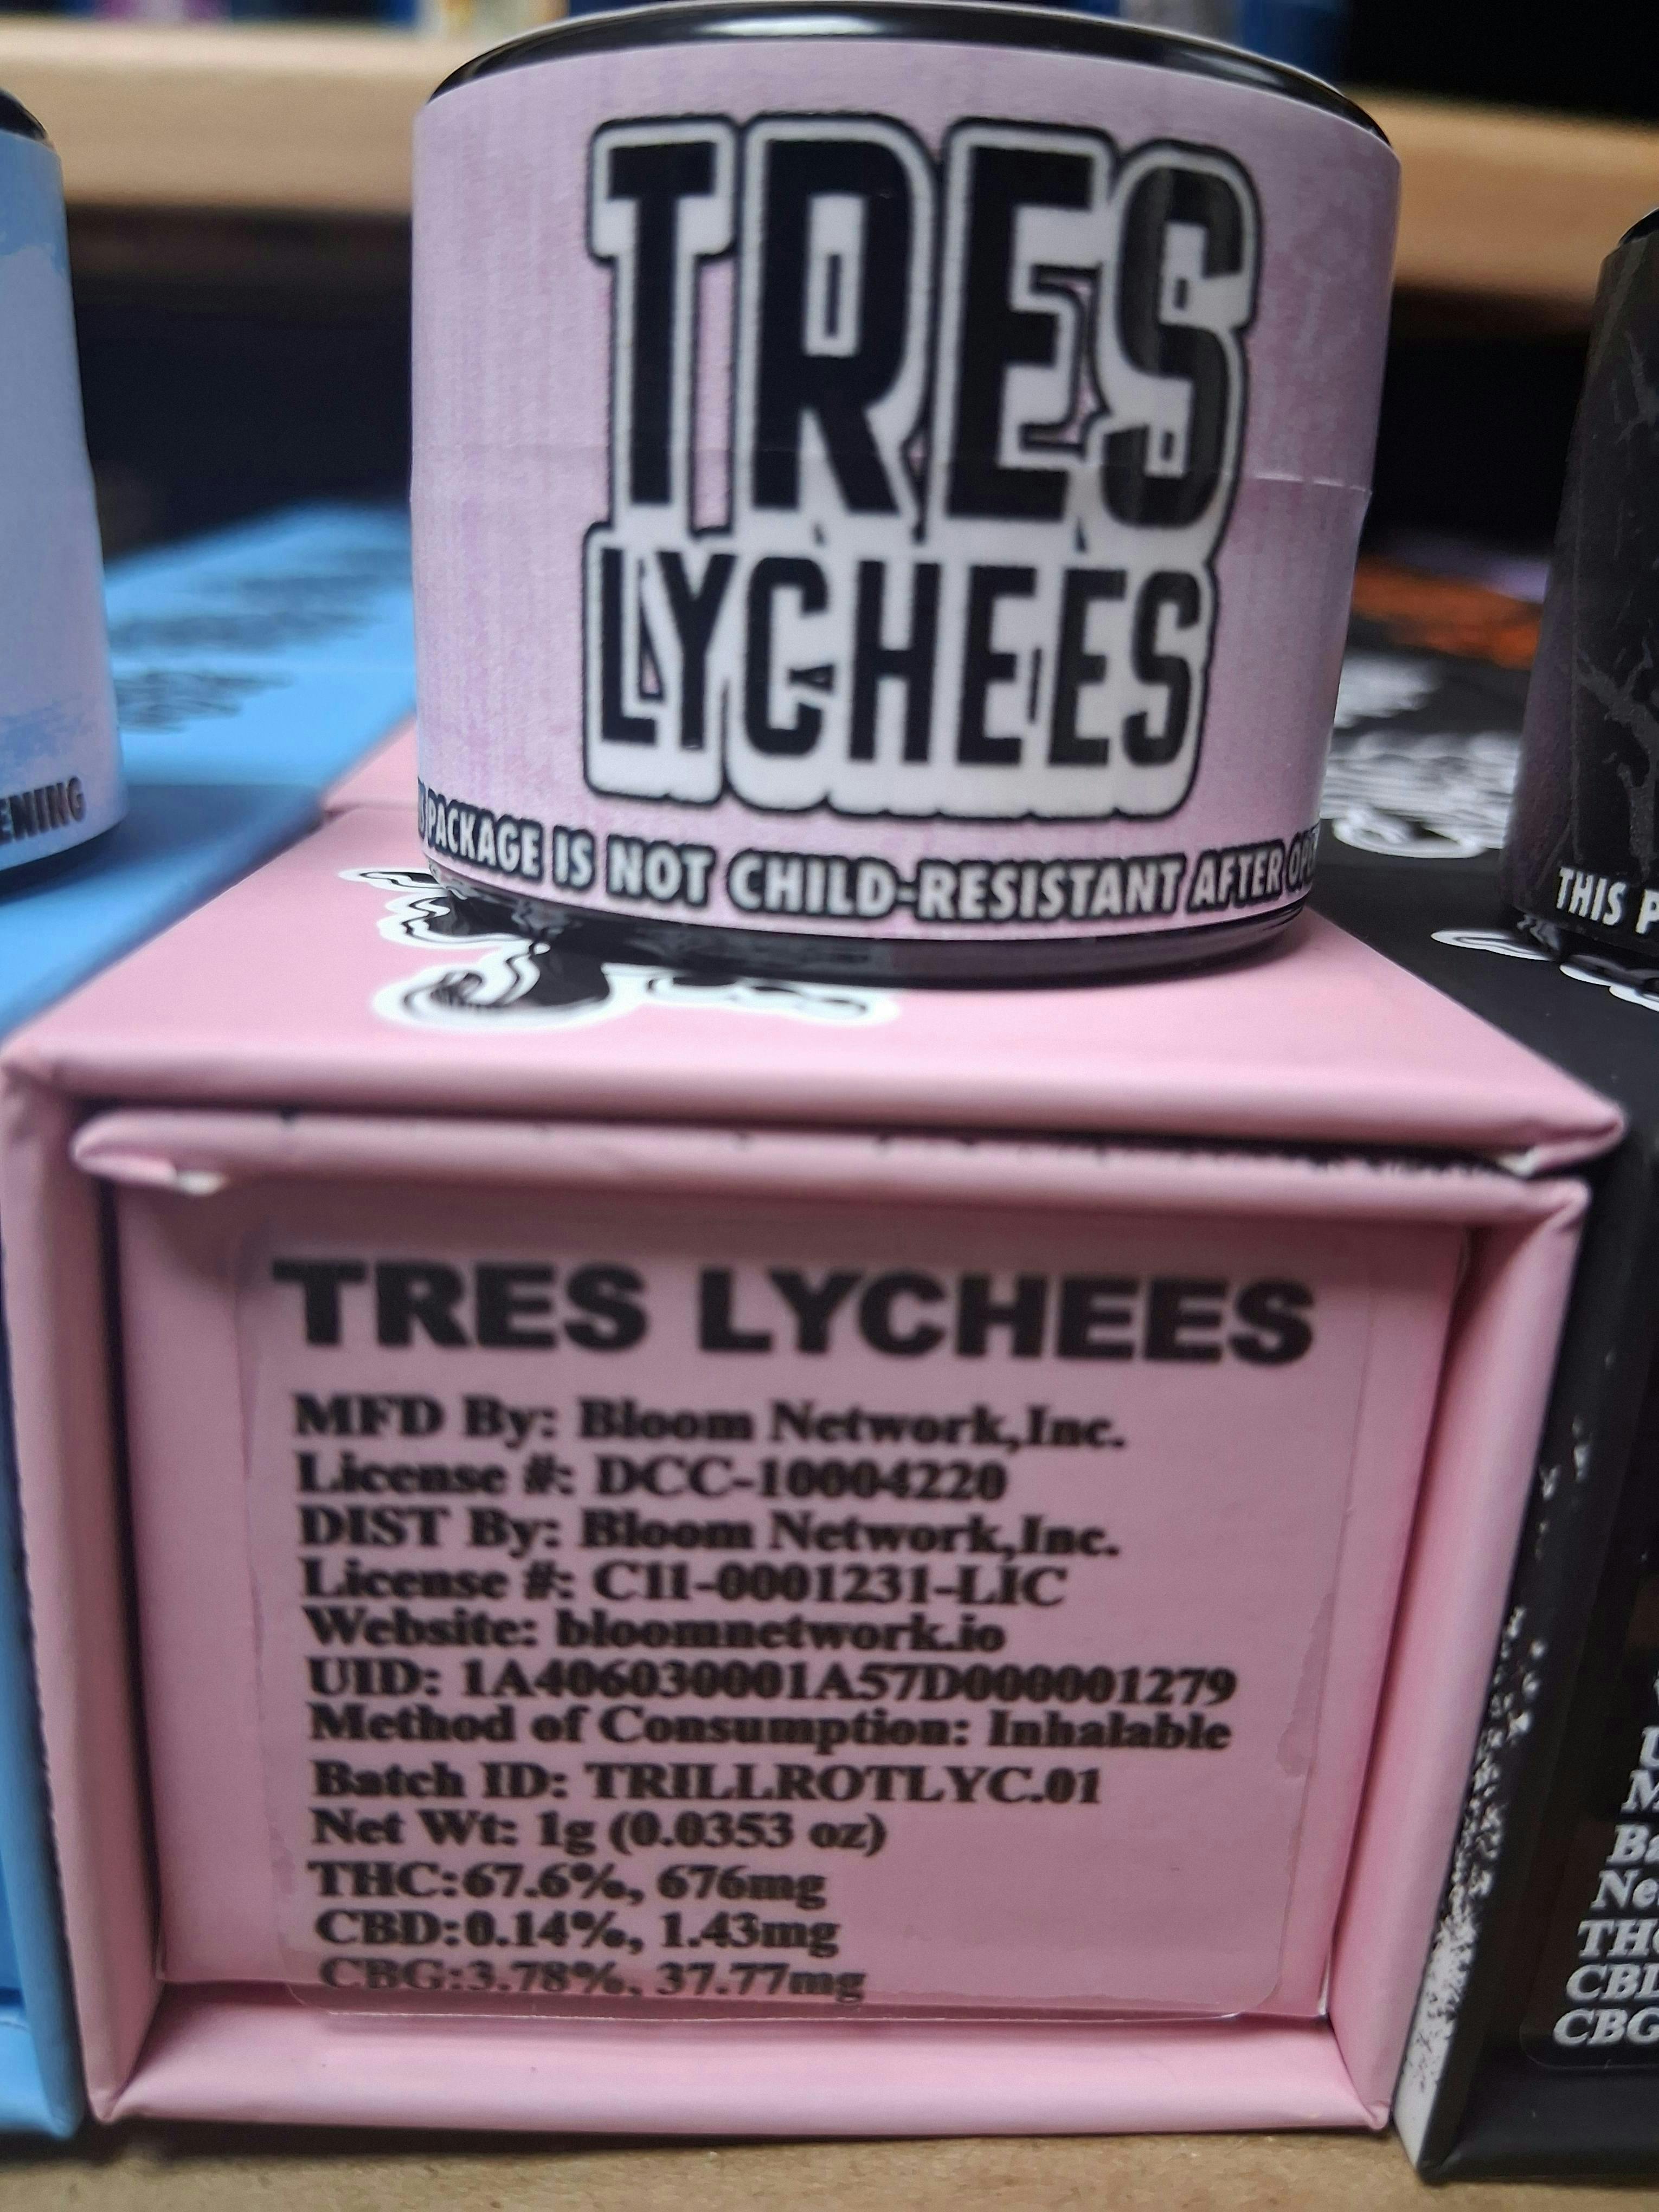 TRES
LYCHEES
PACKAGE IS NOT CHILD-RESISTANT AFTER
ENING
THIS
TRES LYCHEES
MFD By: Bloom Network,Inc.
License #: DCC-10004220
DIST By: Bloom Network,Inc.
License #: C11-0001231-LIC
Website: bloomnetwork.io
UID: 1A406030001A57D000001279
Method of Consumption: Inhalable
Batch ID: TRILLROTLYC.01
Net Wt: 1g (0.0353 oz)
THC:67.6%, 676mg
CBD:0.14%, 1.43mg
CBG:3.78%, 37.77mg